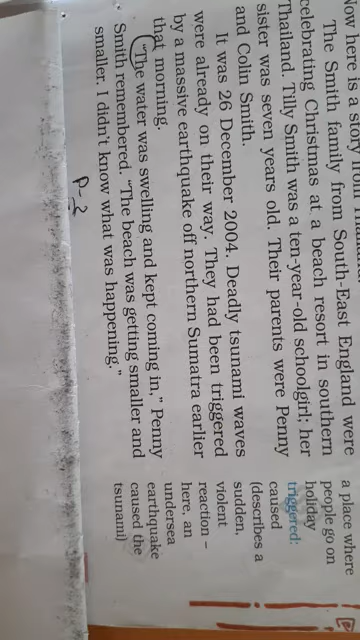 Now here is a story from
The Smith family from South-East England were
celebrating Christmas at a beach resort in southern
Thailand. Tilly Smith was a ten-year-old schoolgirl; her
sister was seven years old. Their parents were Penny
and Colin Smith.
It was 26 December 2004. Deadly tsunami waves
were already on their way. They had been triggered
by a massive earthquake off northern Sumatra earlier
that morning.
"The water was swelling and kept coming in," Penny
Smith remembered. "The beach was getting smaller and
smaller. I didn't know what was happening."
P-2
a place where
people go on
holiday
triggered:
caused
(describes a
sudden,
violent
reaction –
here, an
undersea
earthquake
caused the
tsunami)